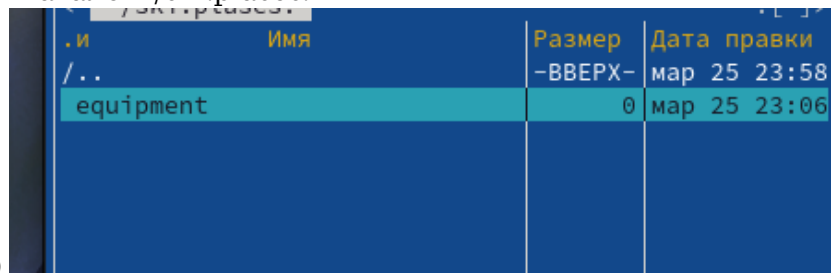 .и Имя Размер Дата правки
/.. -ВВЕРХ- мар 25 23:58
equipment 0 мар 25 23:06